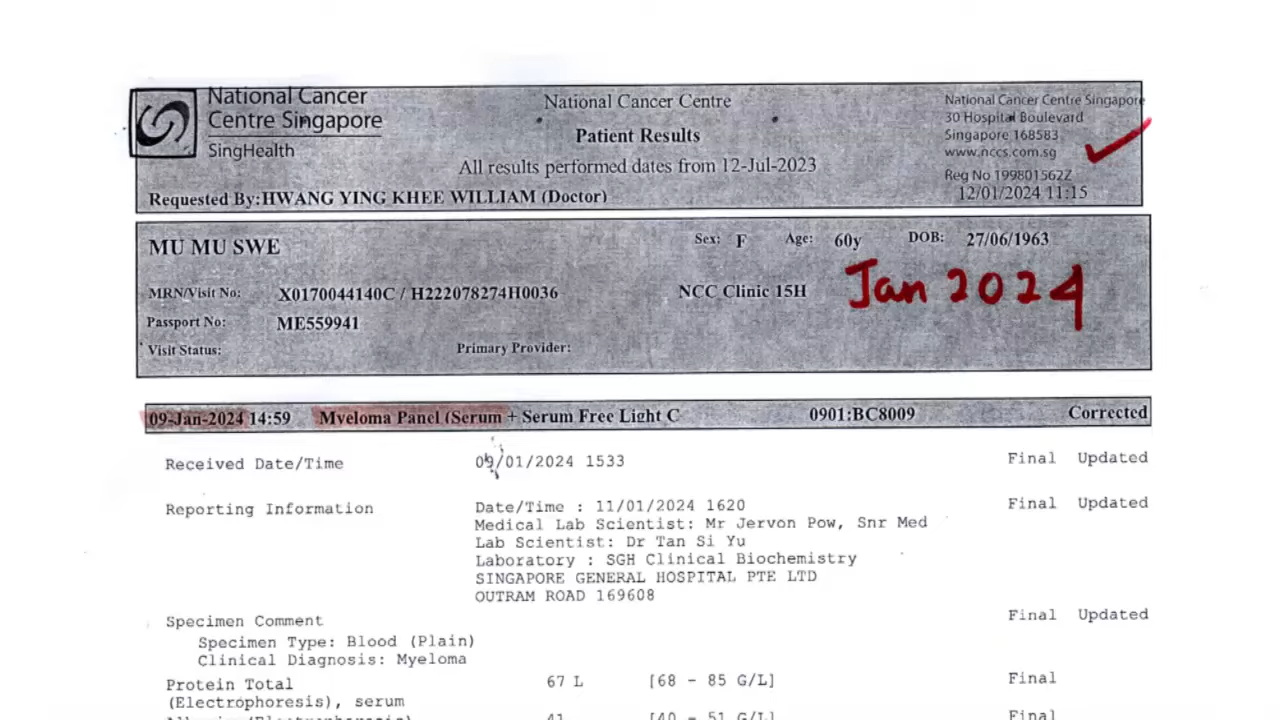 National Cancer
Centre Singapore
SingHealth
National Cancer Centre
Patient Results
All results performed dates from 12-Jul-2023
National Cancer Centre Singapore
30 Hospital Boulevard
Singapore 168583
www.nccs.com.sg
Reg No 199801562Z
12/01/2024 11:15
Requested By:HWANG YING KHEE WILLIAM (Doctor)
MU MU SWE Sex: F Age: 60y DOB: 27/06/1963
MRN/Visit No: X0170044140C / H222078274H0036 NCC Clinic 15H
Jan 2024
Passport No: ME559941
Visit Status: Primary Provider:
09-Jan-2024 14:59 Myeloma Panel (Serum + Serum Free Light C 0901:BC8009 Corrected
Received Date/Time 09/01/2024 1533 Final Updated
Reporting Information Date/Time : 11/01/2024 1620 Final Updated
Medical Lab Scientist: Mr Jervon Pow, Snr Med
Lab Scientist: Dr Tan Si Yu
Laboratory : SGH Clinical Biochemistry
SINGAPORE GENERAL HOSPITAL PTE LTD
OUTRAM ROAD 169608
Specimen Comment Final Updated
Specimen Type: Blood (Plain)
Clinical Diagnosis: Myeloma
Protein Total 67 L [68 - 85 G/L] Final
(Electrophoresis), serum
41 [40 - 51 G/L] Final